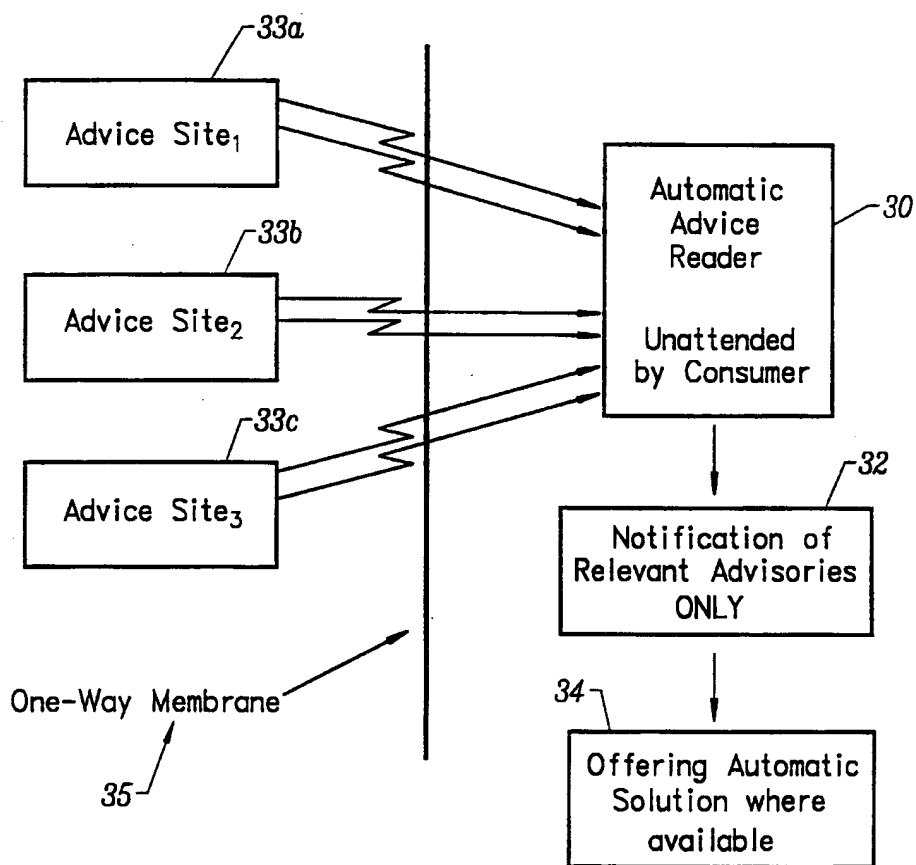 33a
Advice Site1
33b
Advice Site2
33c
Advice Site3
One-Way Membrane
35
Automatic
Advice
Reader
Unattended
by Consumer
30
32
Notification of
Relevant Advisories
ONLY
34
Offering Automatic
Solution where
available